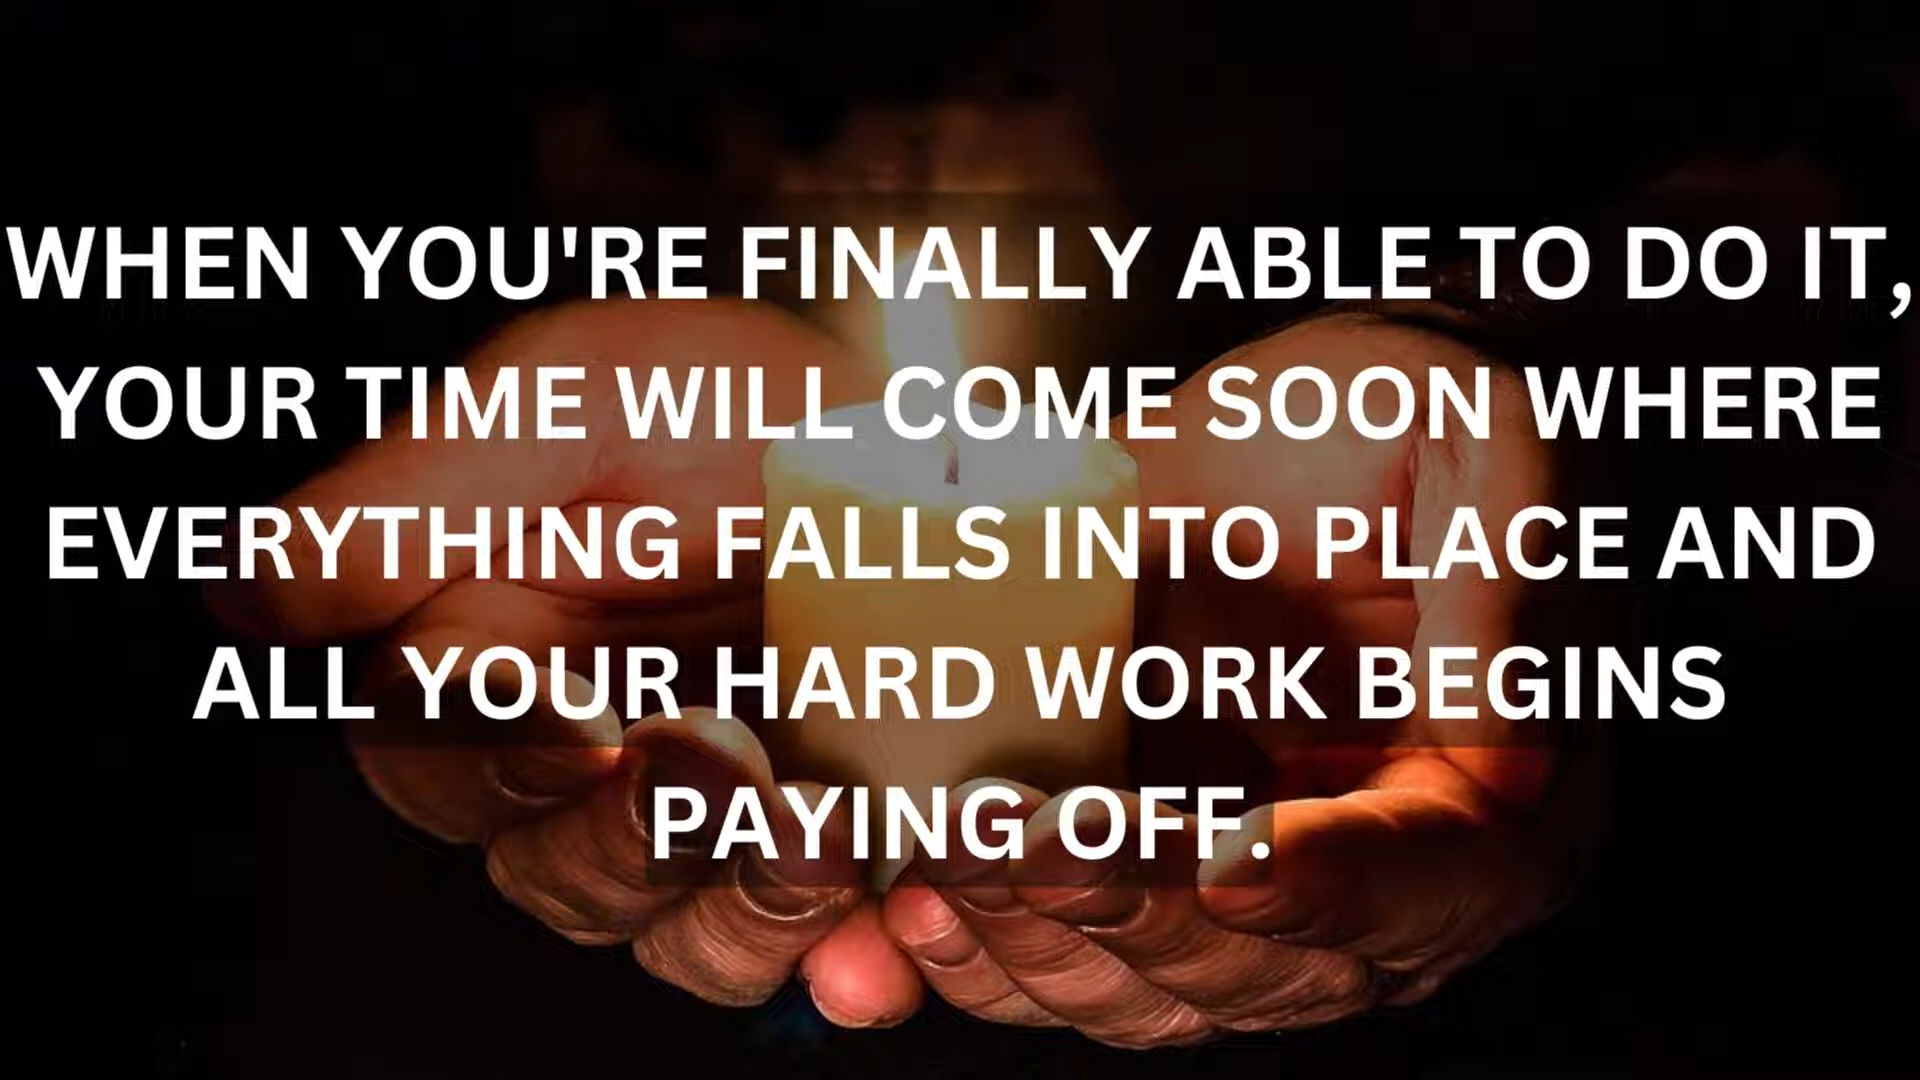 WHEN YOU'RE FINALLY ABLE TO DO IT,
YOUR TIME WILL COME SOON WHERE
EVERYTHING FALLS INTO PLACE AND
ALL YOUR HARD WORK BEGINS
PAYING OFF.